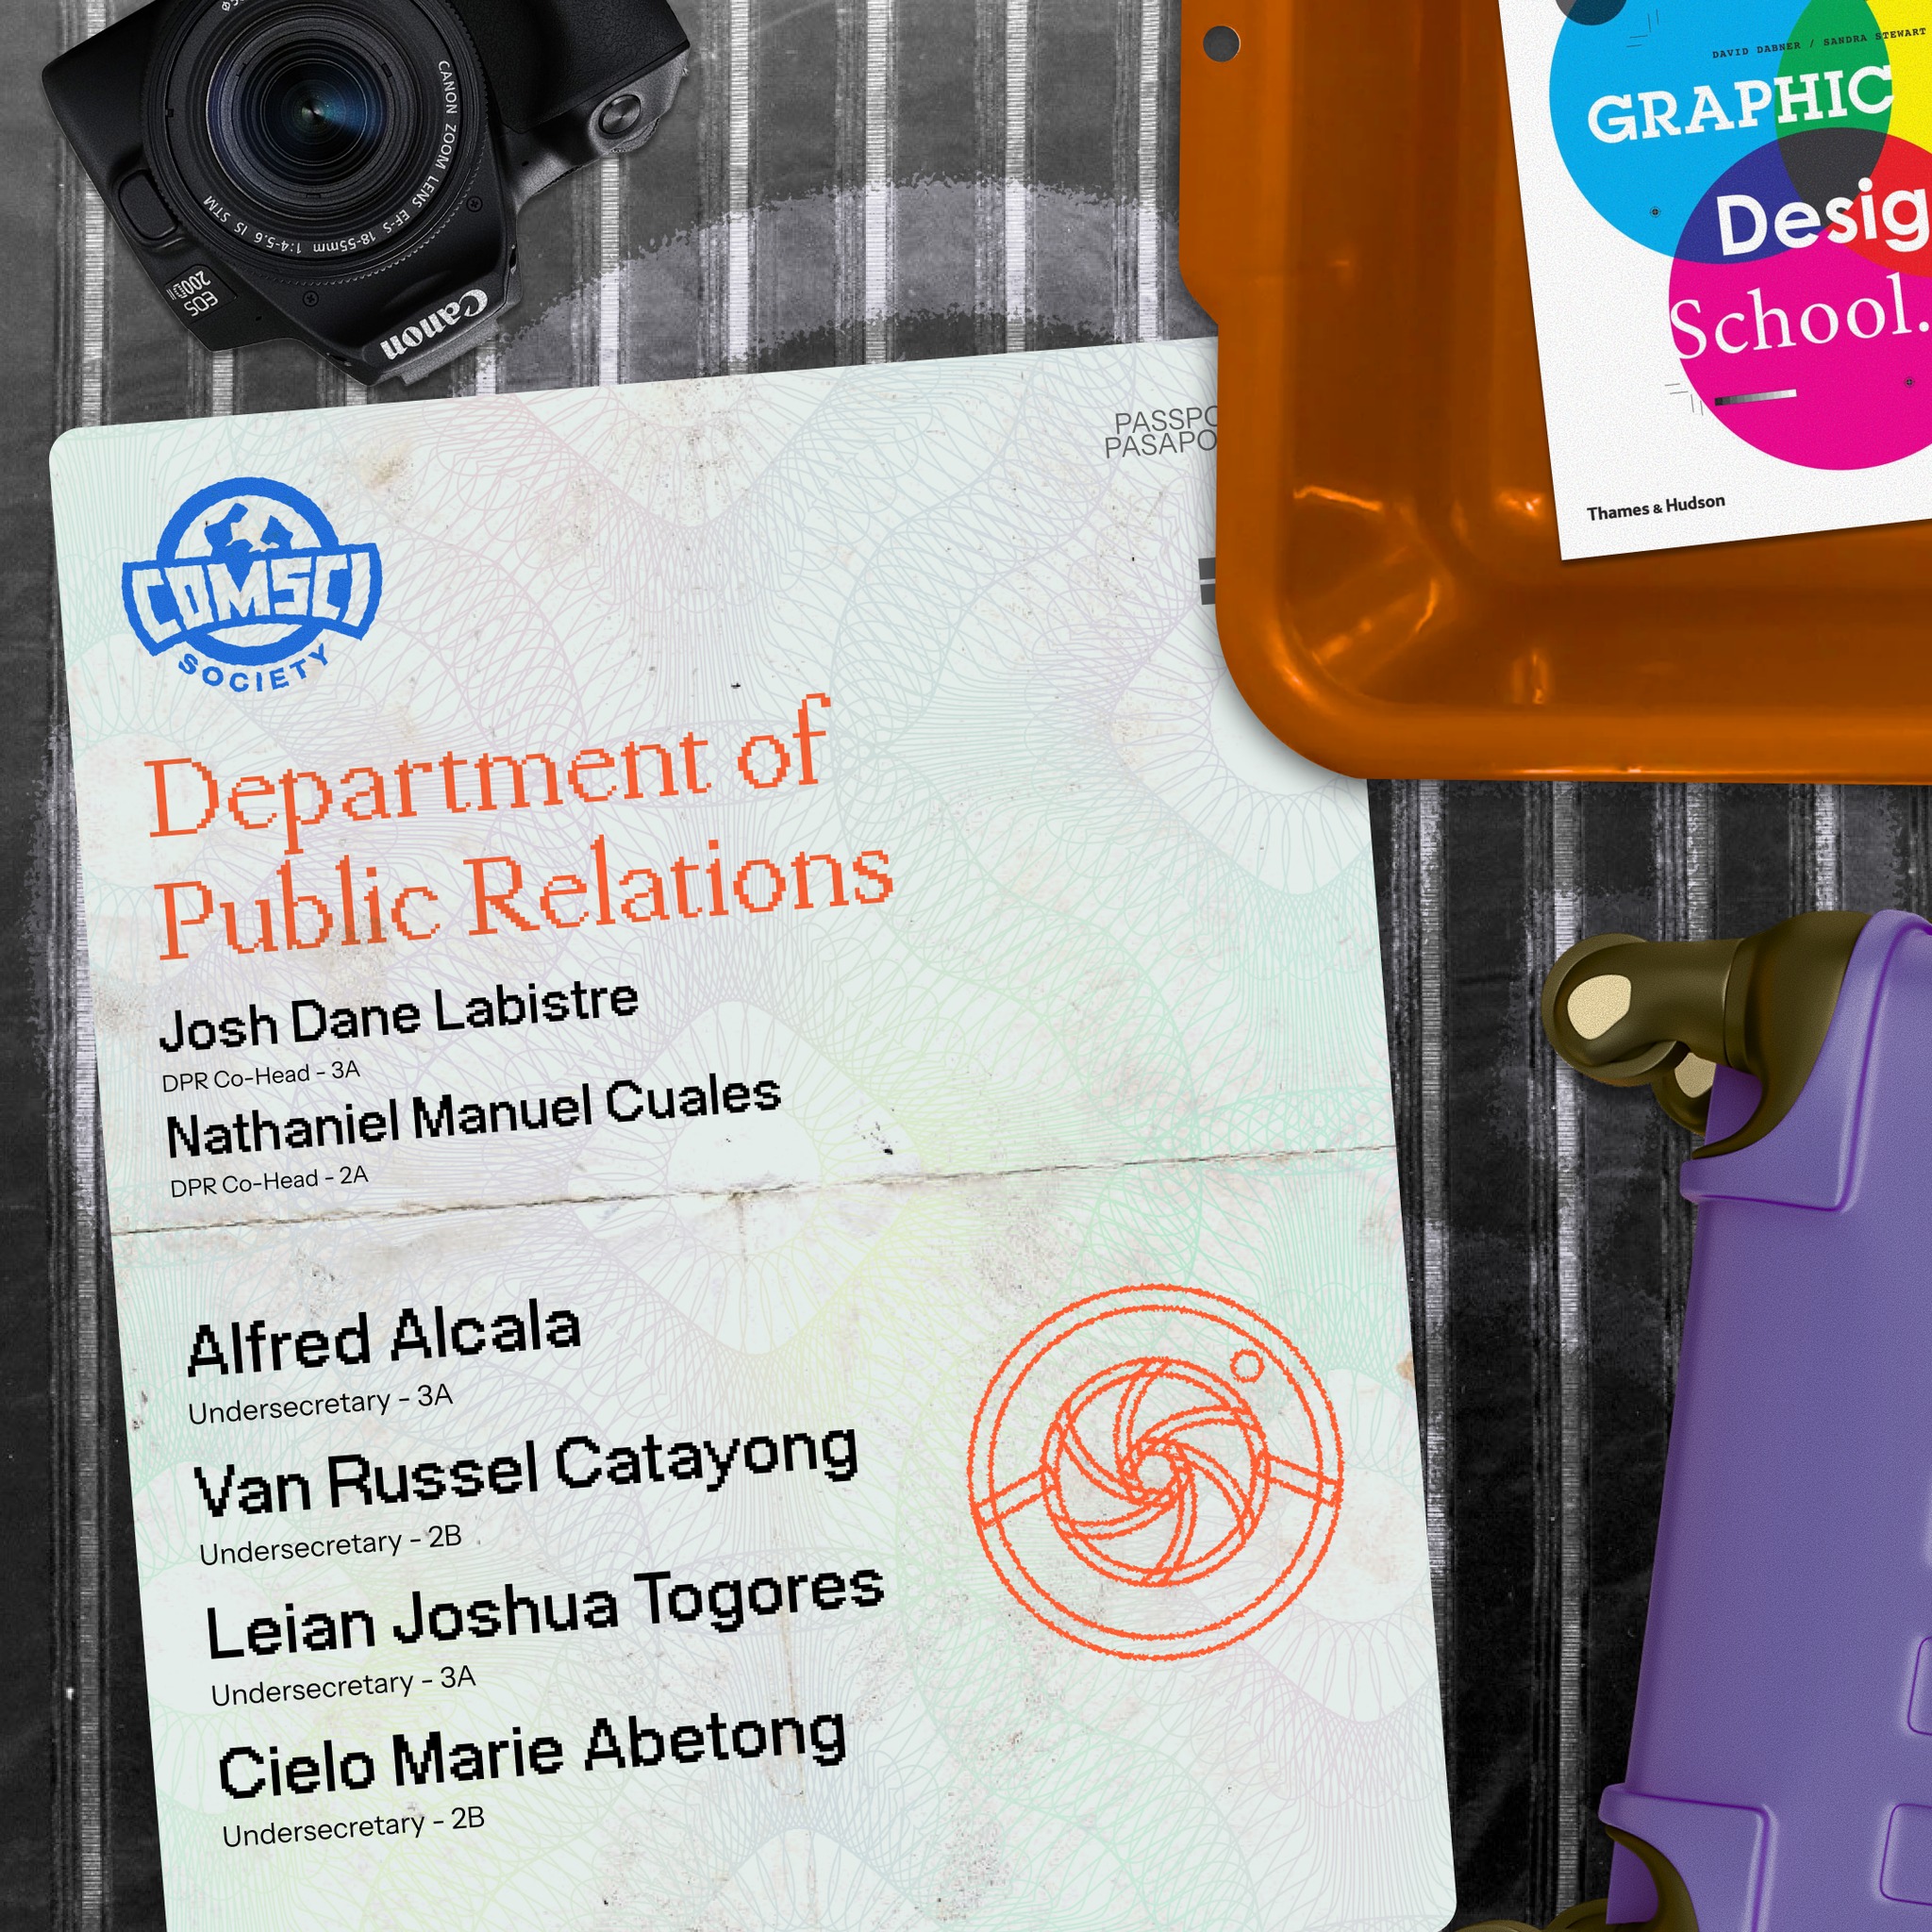 CANON ZOOM LENS EF-S 18-55mm 1:4-5.6 IS STM
EOS
200D II
Canon
DAVID DABNER / SANDRA STEWART
GRAPHIC
Desig
School.
Thames & Hudson
PASSPO
PASAPO
COMSCI
SOCIETY
Department of
Public Relations
Josh Dane Labistre
DPR Co-Head - 3A
Nathaniel Manuel Cuales
DPR Co-Head - 2A
Alfred Alcala
Undersecretary - 3A
Van Russel Catayong
Undersecretary - 2B
Leian Joshua Togores
Undersecretary - 3A
Cielo Marie Abetong
Undersecretary - 2B